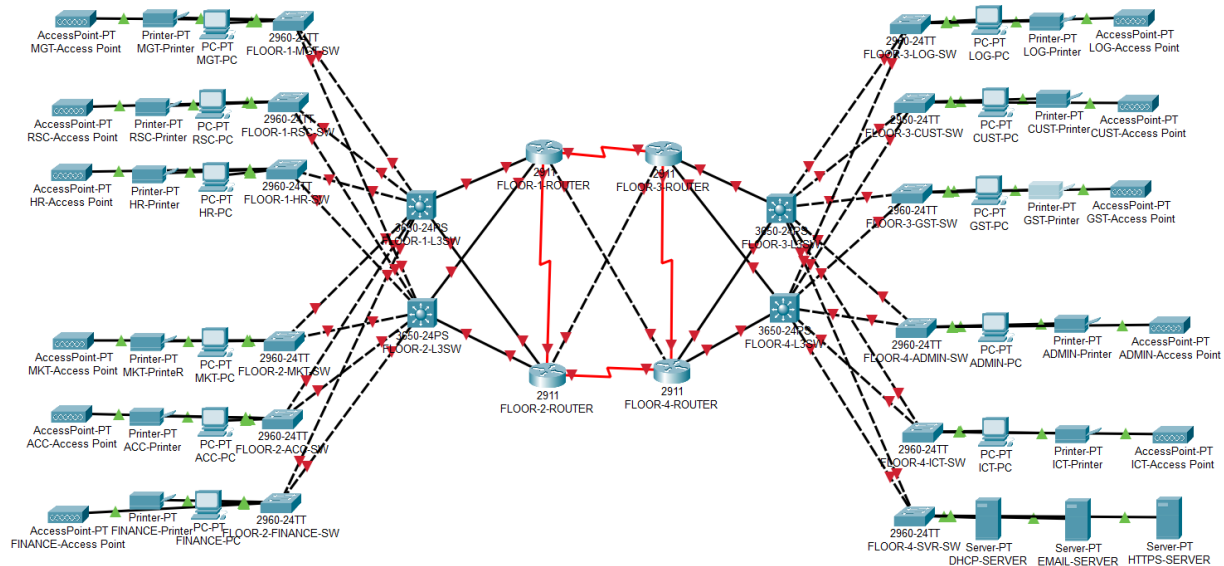 AccessPoint-PT
MGT-Access Point
Printer-PT
MGT-Printer
PC-PT
MGT-PC
2960-24TT
FLOOR-1-MGT-SW
AccessPoint-PT
RSC-Access Point
Printer-PT
RSC-Printer
PC-PT
RSC-PC
2960-24TT
FLOOR-1-RSC-SW
AccessPoint-PT
HR-Access Point
Printer-PT
HR-Printer
PC-PT
HR-PC
2960-24TT
FLOOR-1-HR-SW
AccessPoint-PT
MKT-Access Point
Printer-PT
MKT-PrinteR
PC-PT
MKT-PC
2960-24TT
FLOOR-2-MKT-SW
AccessPoint-PT
ACC-Access Point
Printer-PT
ACC-Printer
PC-PT
ACC-PC
2960-24TT
FLOOR-2-ACC-SW
AccessPoint-PT
FINANCE-Access Point
Printer-PT
FINANCE-Printer
PC-PT
FINANCE-PC
2960-24TT
FLOOR-2-FINANCE-SW
3650-24PS
FLOOR-1-L3SW
3650-24PS
FLOOR-2-L3SW
2911
FLOOR-1-ROUTER
2911
FLOOR-3-ROUTER
2911
FLOOR-2-ROUTER
2911
FLOOR-4-ROUTER
3650-24PS
FLOOR-3-L3SW
3650-24PS
FLOOR-4-L3SW
2960-24TT
FLOOR-3-LOG-SW
PC-PT
LOG-PC
Printer-PT
LOG-Printer
AccessPoint-PT
LOG-Access Point
2960-24TT
FLOOR-3-CUST-SW
PC-PT
CUST-PC
Printer-PT
CUST-Printer
AccessPoint-PT
CUST-Access Point
2960-24TT
FLOOR-3-GST-SW
PC-PT
GST-PC
Printer-PT
GST-Printer
AccessPoint-PT
GST-Access Point
2960-24TT
FLOOR-4-ADMIN-SW
PC-PT
ADMIN-PC
Printer-PT
ADMIN-Printer
AccessPoint-PT
ADMIN-Access Point
2960-24TT
FLOOR-4-ICT-SW
PC-PT
ICT-PC
Printer-PT
ICT-Printer
AccessPoint-PT
ICT-Access Point
2960-24TT
FLOOR-4-SVR-SW
Server-PT
DHCP-SERVER
Server-PT
EMAIL-SERVER
Server-PT
HTTPS-SERVER